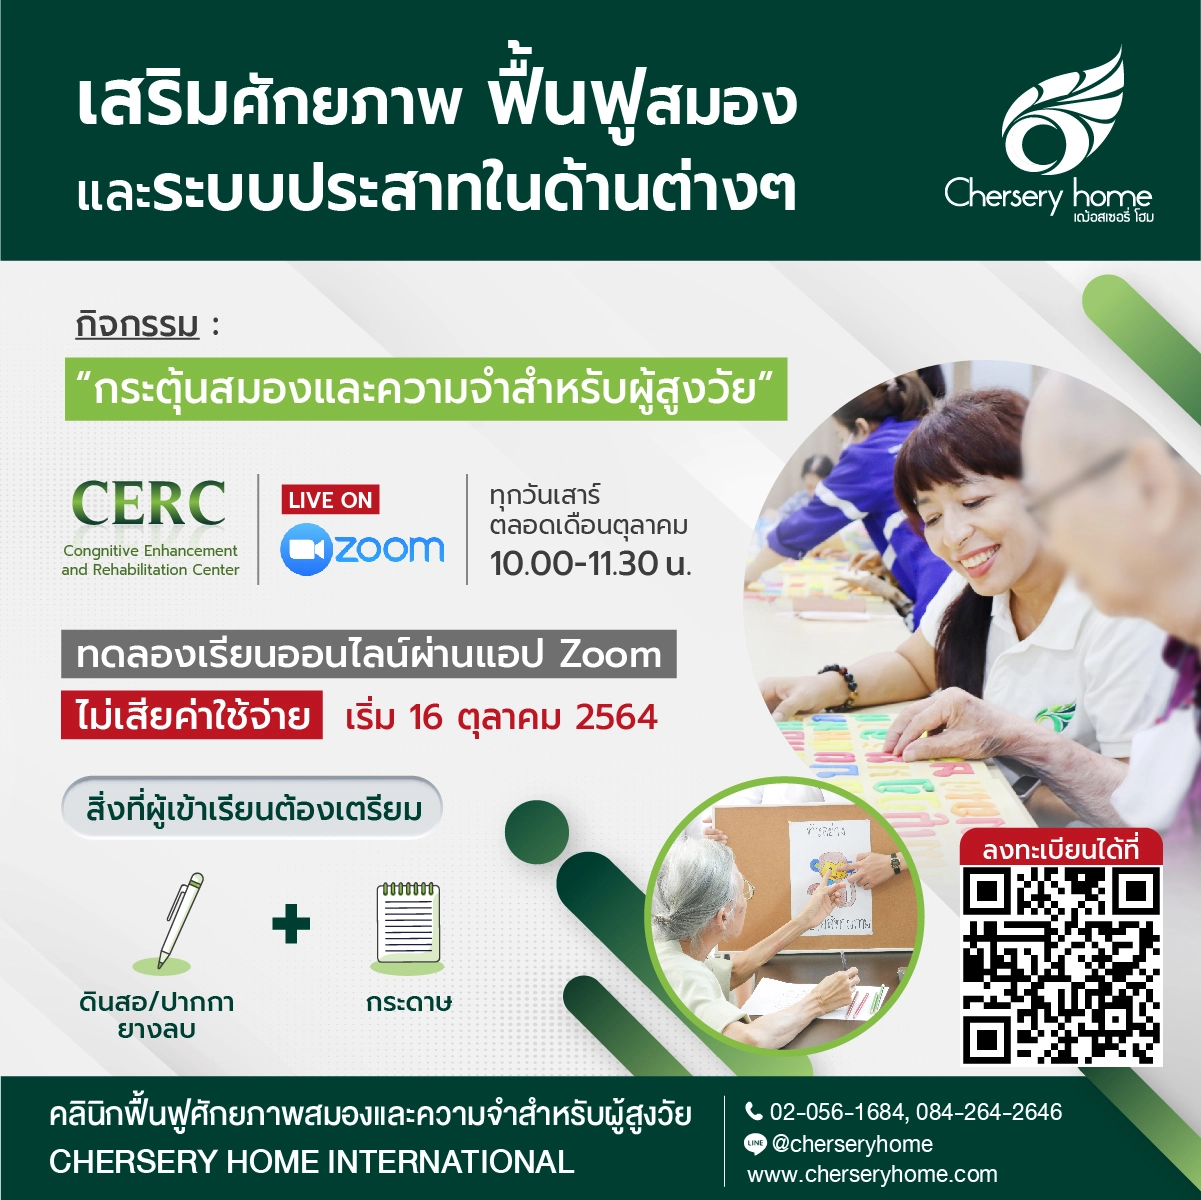 เสริมศักยภาพ ฟื้นฟูสมอง
และระบบประสาทในด้านต่างๆ
Chersery home
เฌ้อสเซอรี่ โฮม
กิจกรรม :
“กระตุ้นสมองและความจำสำหรับผู้สูงวัย”
CERC
Congnitive Enhancement
and Rehabilitation Center
LIVE ON
zoom
ทุกวันเสาร์
ตลอดเดือนตุลาคม
10.00-11.30 น.
ทดลองเรียนออนไลน์ผ่านแอป Zoom
ไม่เสียค่าใช้จ่าย เริ่ม 16 ตุลาคม 2564
สิ่งที่ผู้เข้าเรียนต้องเตรียม
ดินสอ/ปากกา
ยางลบ
กระดาษ
ลงทะเบียนได้ที่
คลินิกฟื้นฟูศักยภาพสมองและความจำสำหรับผู้สูงวัย
CHERSERY HOME INTERNATIONAL
02-056-1684, 084-264-2646
LINE @cherseryhome
www.cherseryhome.com